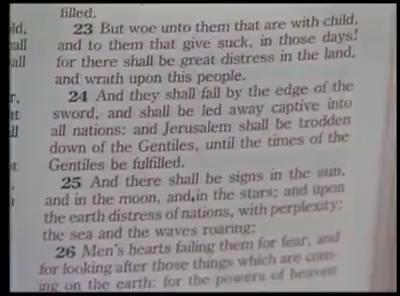 filled.
23 But woe unto them that are with child,
and to them that give suck, in those days!
for there shall be great distress in the land,
and wrath upon this people.
24 And they shall fall by the edge of the
sword, and shall be led away captive into
all nations: and Jerusalem shall be trodden
down of the Gentiles, until the times of the
Gentiles be fulfilled.
25 And there shall be signs in the sun,
and in the moon, and in the stars; and upon
the earth distress of nations, with perplexity;
the sea and the waves roaring;
26 Men's hearts failing them for fear, and
for looking after those things which are com-
ing on the earth: for the powers of heaven